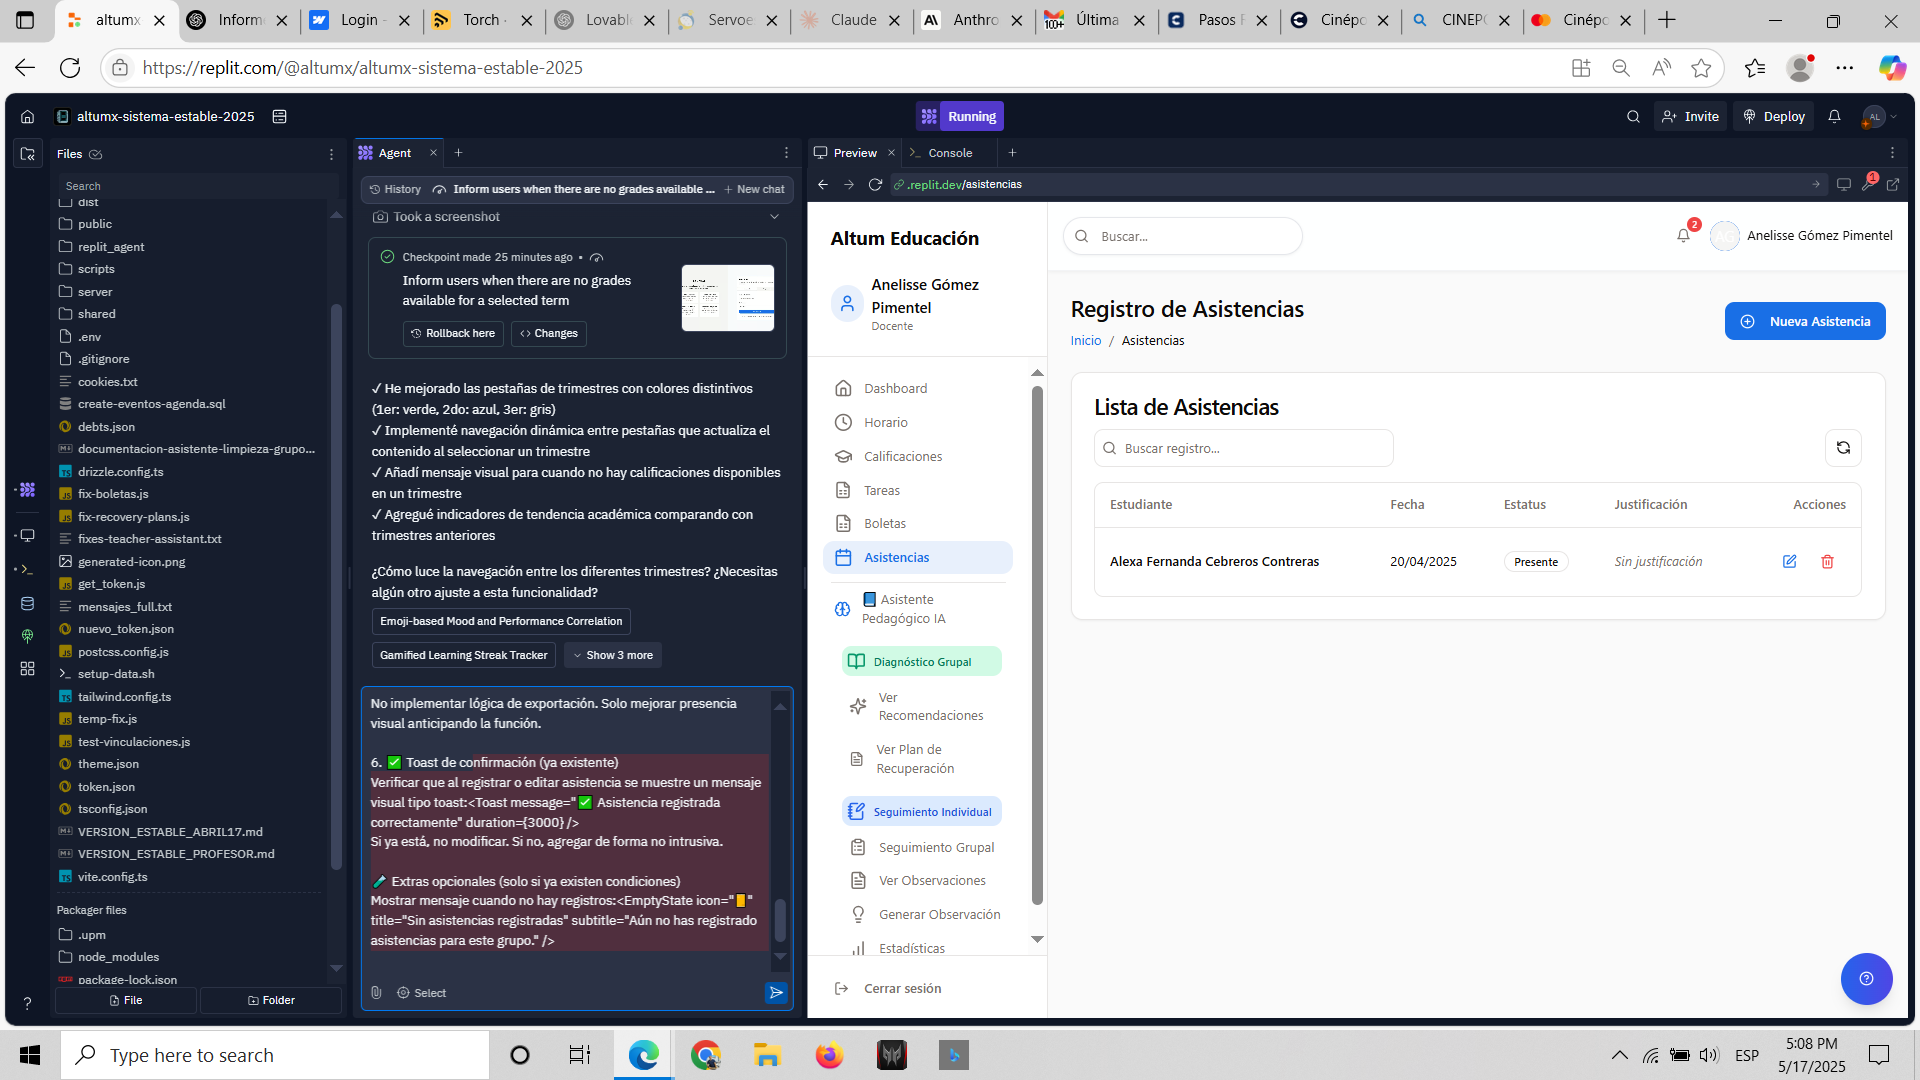 altumx
Inform
Login -
Torch
Lovabl
Servoe
Claude
Anthro
100+
Última
Pasos
Cinépo
CINEPO
Cinépo
https://replit.com/@altumx/altumx-sistema-estable-2025
altumx-sistema-estable-2025
Running
Invite
Deploy
AL
Files
Search
dist
public
replit_agent
scripts
server
shared
.env
.gitignore
cookies.txt
create-eventos-agenda.sql
debts.json
documentacion-asistente-limpieza-grupo...
drizzle.config.ts
fix-boletas.js
fix-recovery-plans.js
fixes-teacher-assistant.txt
generated-icon.png
get_token.js
mensajes_full.txt
nuevo_token.json
postcss.config.js
setup-data.sh
tailwind.config.ts
temp-fix.js
test-vinculaciones.js
theme.json
token.json
tsconfig.json
VERSION_ESTABLE_ABRIL17.md
VERSION_ESTABLE_PROFESOR.md
vite.config.ts
Packager files
.upm
node_modules
package-lock.json
File
Folder
Agent
History
Inform users when there are no grades available ...
New chat
Took a screenshot
Checkpoint made 25 minutes ago •
Inform users when there are no grades
available for a selected term
Rollback here
Changes
✓ He mejorado las pestañas de trimestres con colores distintivos
(1er: verde, 2do: azul, 3er: gris)
✓ Implementé navegación dinámica entre pestañas que actualiza el
contenido al seleccionar un trimestre
✓ Añadí mensaje visual para cuando no hay calificaciones disponibles
en un trimestre
✓ Agregué indicadores de tendencia académica comparando con
trimestres anteriores
¿Cómo luce la navegación entre los diferentes trimestres? ¿Necesitas
algún otro ajuste a esta funcionalidad?
Emoji-based Mood and Performance Correlation
Gamified Learning Streak Tracker
Show 3 more
No implementar lógica de exportación. Solo mejorar presencia
visual anticipando la función.
6. ✅ Toast de confirmación (ya existente)
Verificar que al registrar o editar asistencia se muestre un mensaje
visual tipo toast:<Toast message="✅ Asistencia registrada
correctamente" duration={3000} />
Si ya está, no modificar. Si no, agregar de forma no intrusiva.
🧪 Extras opcionales (solo si ya existen condiciones)
Mostrar mensaje cuando no hay registros:<EmptyState icon="📒"
title="Sin asistencias registradas" subtitle="Aún no has registrado
asistencias para este grupo." />
Select
Preview
Console
.replit.dev/asistencias
1
Altum Educación
Anelisse Gómez
Pimentel
Docente
Dashboard
Horario
Calificaciones
Tareas
Boletas
Asistencias
📘 Asistente
Pedagógico IA
Diagnóstico Grupal
Ver
Recomendaciones
Ver Plan de
Recuperación
Seguimiento Individual
Seguimiento Grupal
Ver Observaciones
Generar Observación
Estadísticas
Cerrar sesión
Buscar...
2
AG
Anelisse Gómez Pimentel
Registro de Asistencias
Inicio / Asistencias
Nueva Asistencia
Lista de Asistencias
Buscar registro...
Estudiante
Fecha
Estatus
Justificación
Acciones
Alexa Fernanda Cebreros Contreras
20/04/2025
Presente
Sin justificación
Type here to search
ESP
5:08 PM
5/17/2025